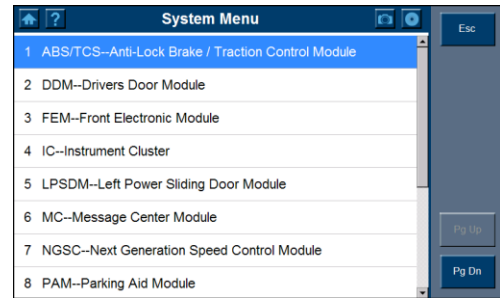 ?
System Menu
Esc
1 ABS/TCS--Anti-Lock Brake / Traction Control Module
2 DDM--Drivers Door Module
3 FEM--Front Electronic Module
4 IC--Instrument Cluster
5 LPSDM--Left Power Sliding Door Module
6 MC--Message Center Module
7 NGSC--Next Generation Speed Control Module
8 PAM--Parking Aid Module
Pg Up
Pg Dn